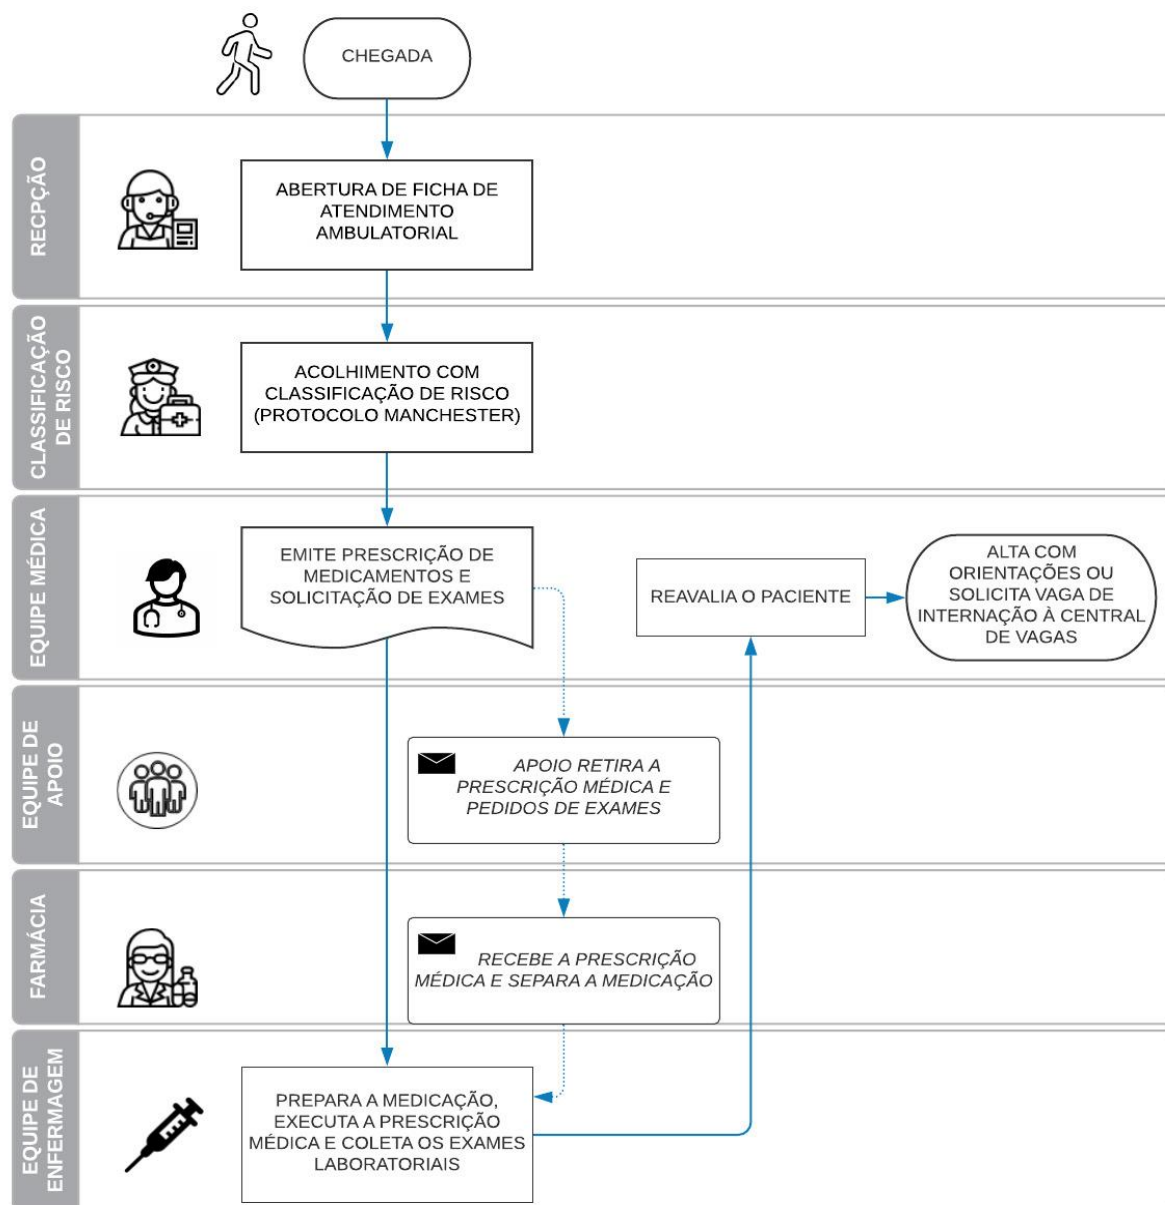 CHEGADA
RECPÇÃO
ABERTURA DE FICHA DE
ATENDIMENTO
AMBULATORIAL
CLASSIFICAÇÃO
DE RISCO
ACOLHIMENTO COM
CLASSIFICAÇÃO DE RISCO
(PROTOCOLO MANCHESTER)
EQUIPE MÉDICA
EMITE PRESCRIÇÃO DE
MEDICAMENTOS E
SOLICITAÇÃO DE EXAMES
REAVALIA O PACIENTE
ALTA COM
ORIENTAÇÕES OU
SOLICITA VAGA DE
INTERNAÇÃO À CENTRAL
DE VAGAS
EQUIPE DE
APOIO
APOIO RETIRA A
PRESCRIÇÃO MÉDICA E
PEDIDOS DE EXAMES
FARMÁCIA
RECEBE A PRESCRIÇÃO
MÉDICA E SEPARA A MEDICAÇÃO
EQUIPE DE
ENFERMAGEM
PREPARA A MEDICAÇÃO,
EXECUTA A PRESCRIÇÃO
MÉDICA E COLETA OS EXAMES
LABORATORIAIS